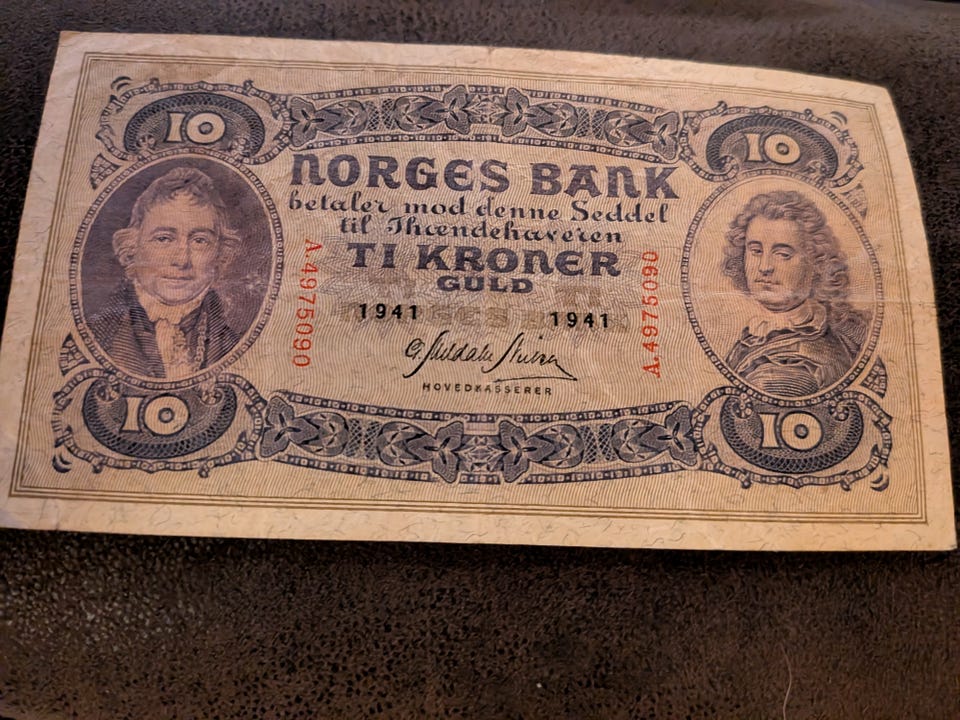 10 10
NORGES BANK
betaler mod denne Seddel
til Ihændehaveren
TI KRONER
GULD
1941 1941
A.4975090 A.4975090
HOVEDKASSERER
10 10